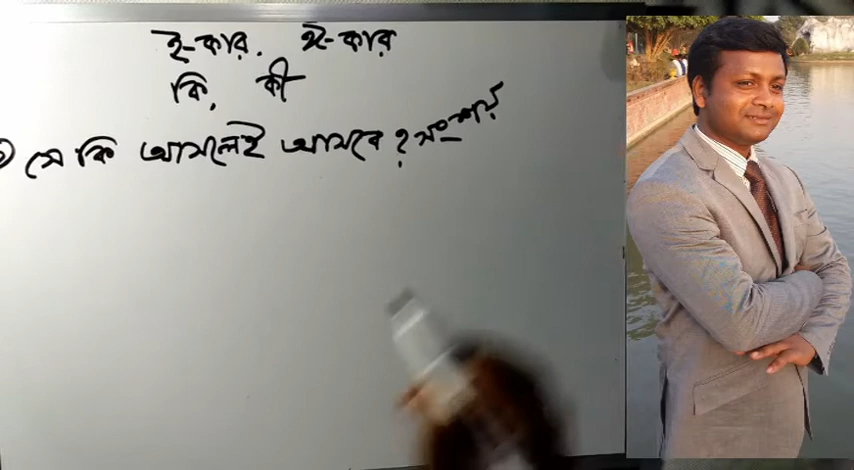 ই-কার. ঈ-কার
কি, কী
সে কি আসলেই আসবে? সংশয়